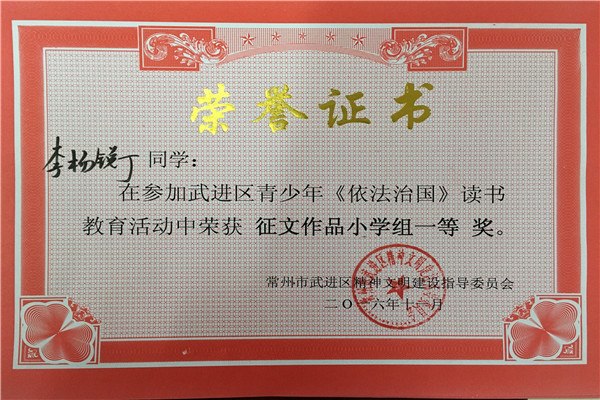 荣誉证书
李杨锐丁 同学：
在参加武进区青少年《依法治国》读书
教育活动中荣获 征文作品小学组一等 奖。
常州市武进区精神文明建设指导委员会
二〇一六年十一月